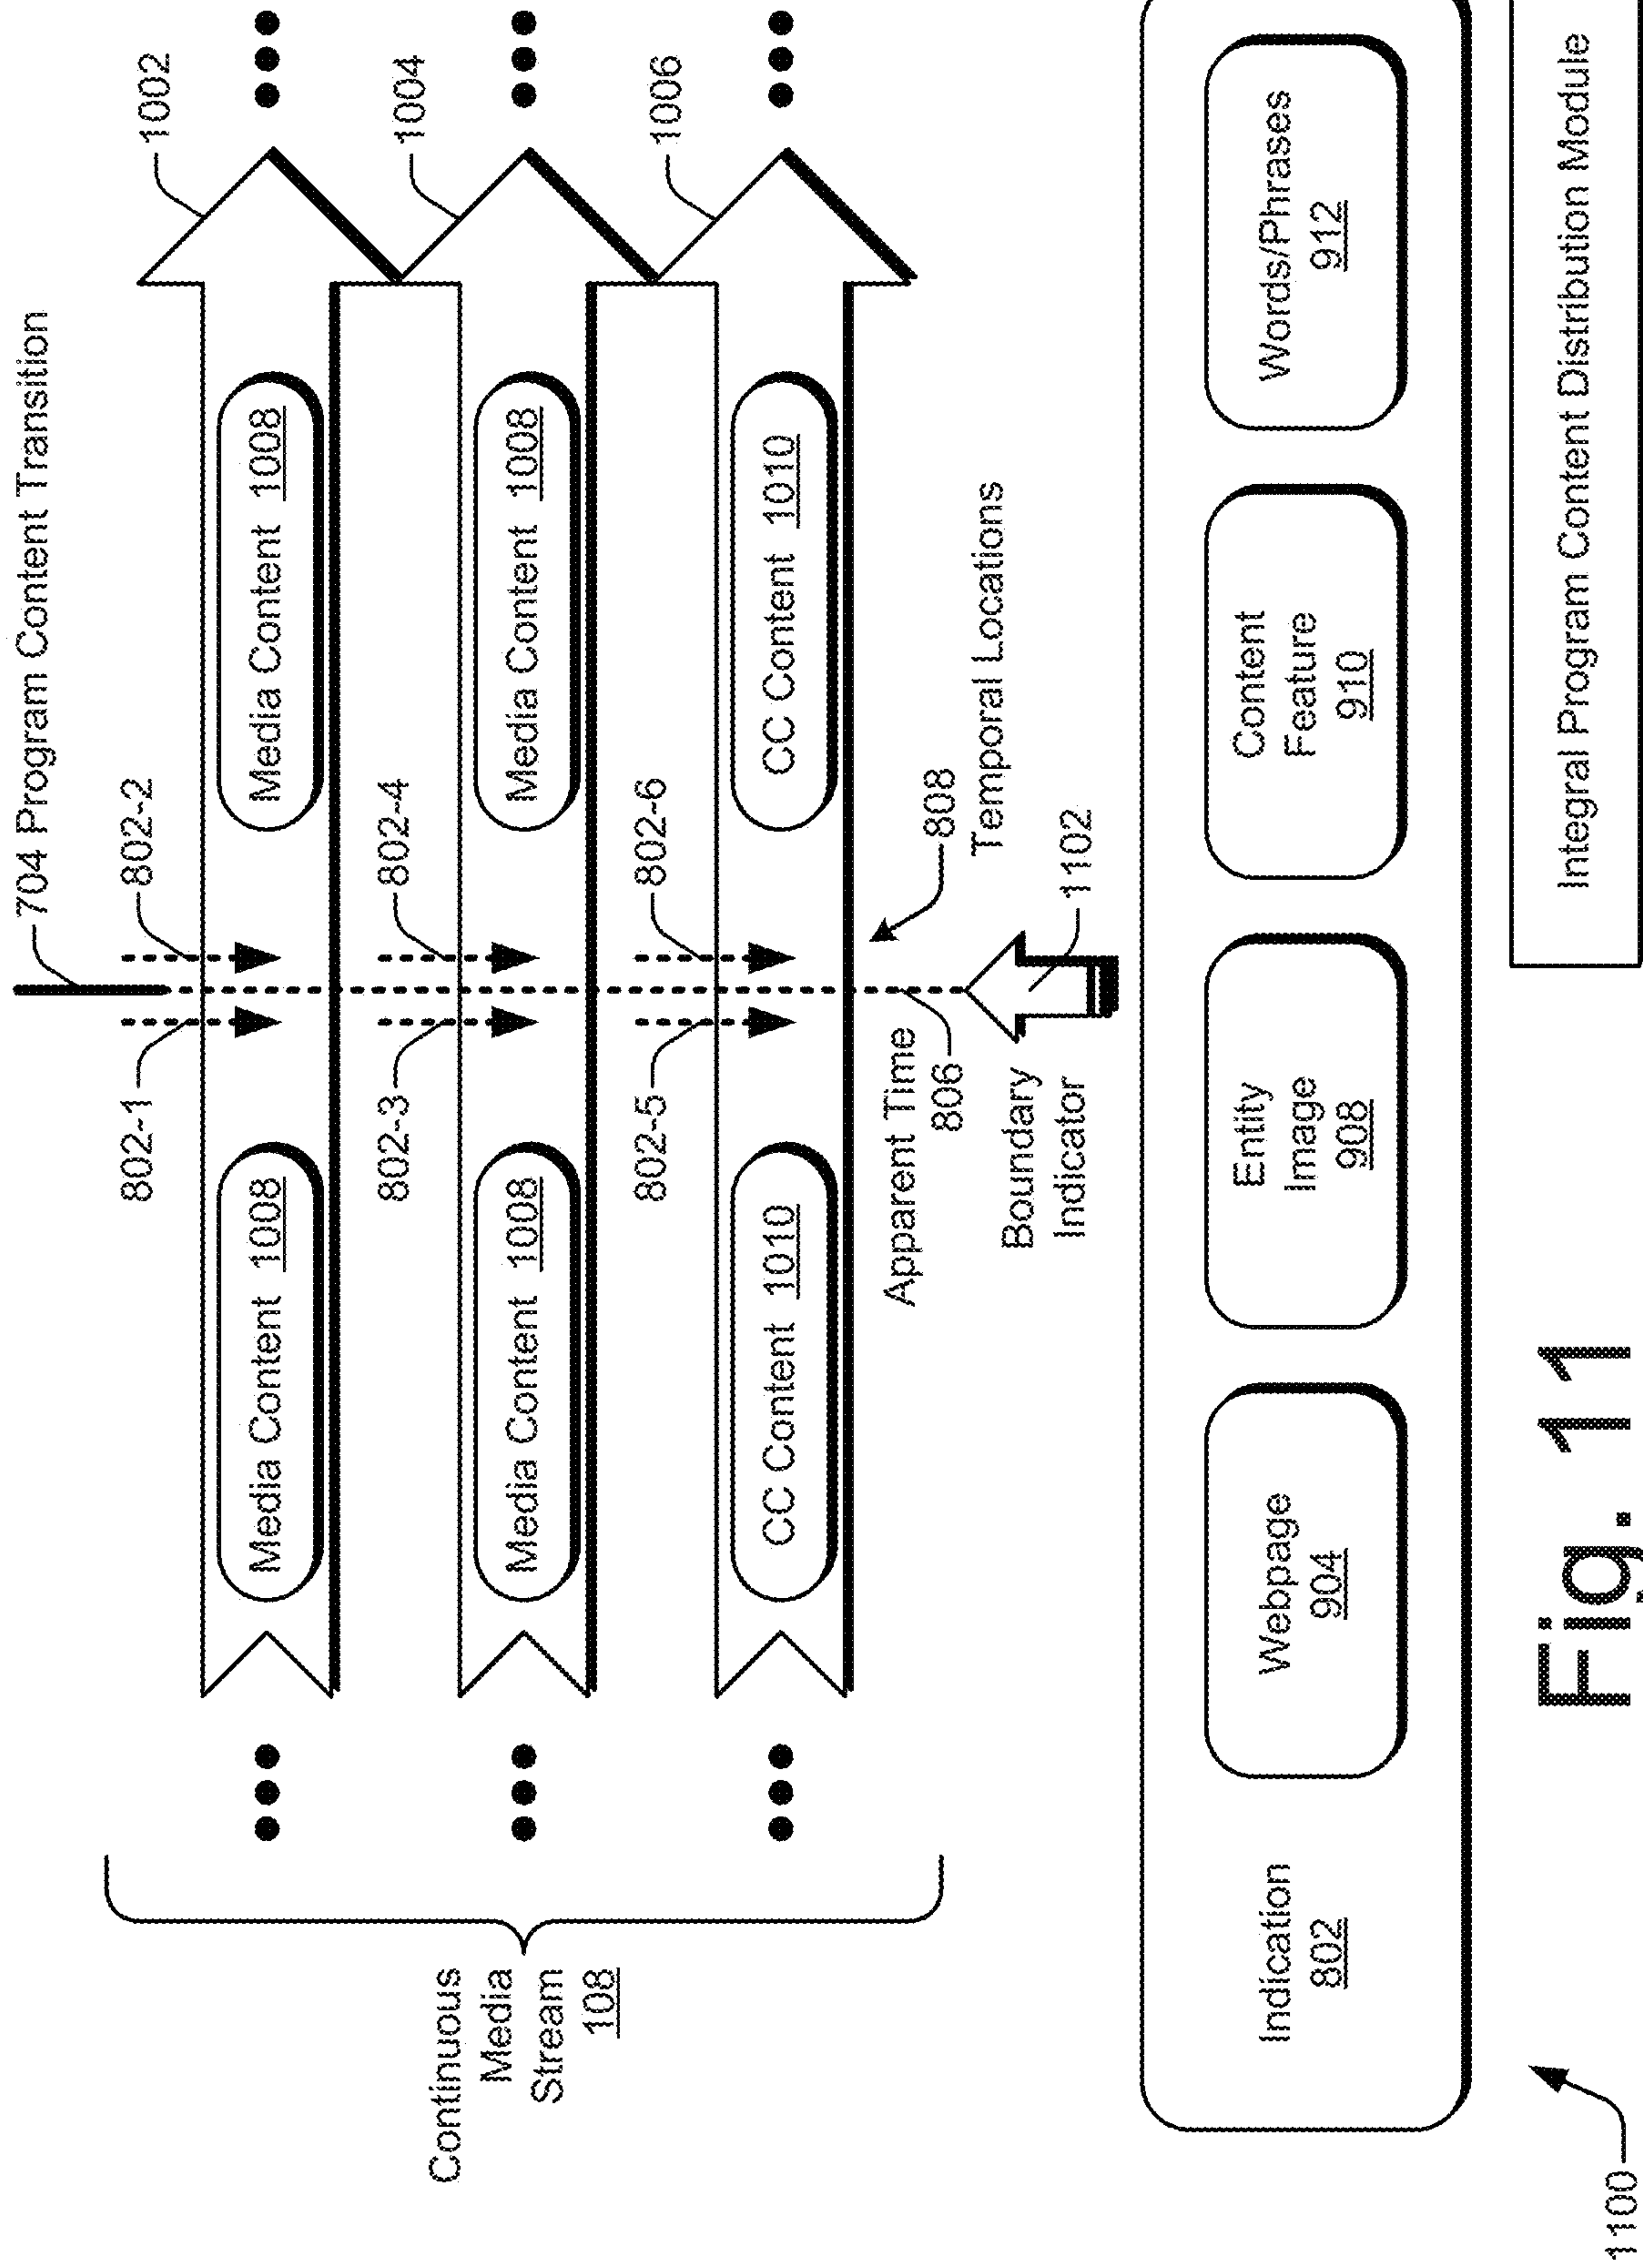 704 Program Content Transition
802-1
802-2
1002
Media Content 1008
Media Content 1008
802-3
802-4
1004
Continuous
Media
Stream
108
Media Content 1008
Media Content 1008
802-5
802-6
1006
CC Content 1010
CC Content 1010
Apparent Time
806
808
Temporal Locations
Boundary
Indicator
1102
Indication
802
Webpage
904
Entity
Image
908
Content
Feature
910
Words/Phrases
912
1100
Fig. 11
Integral Program Content Distribution Module